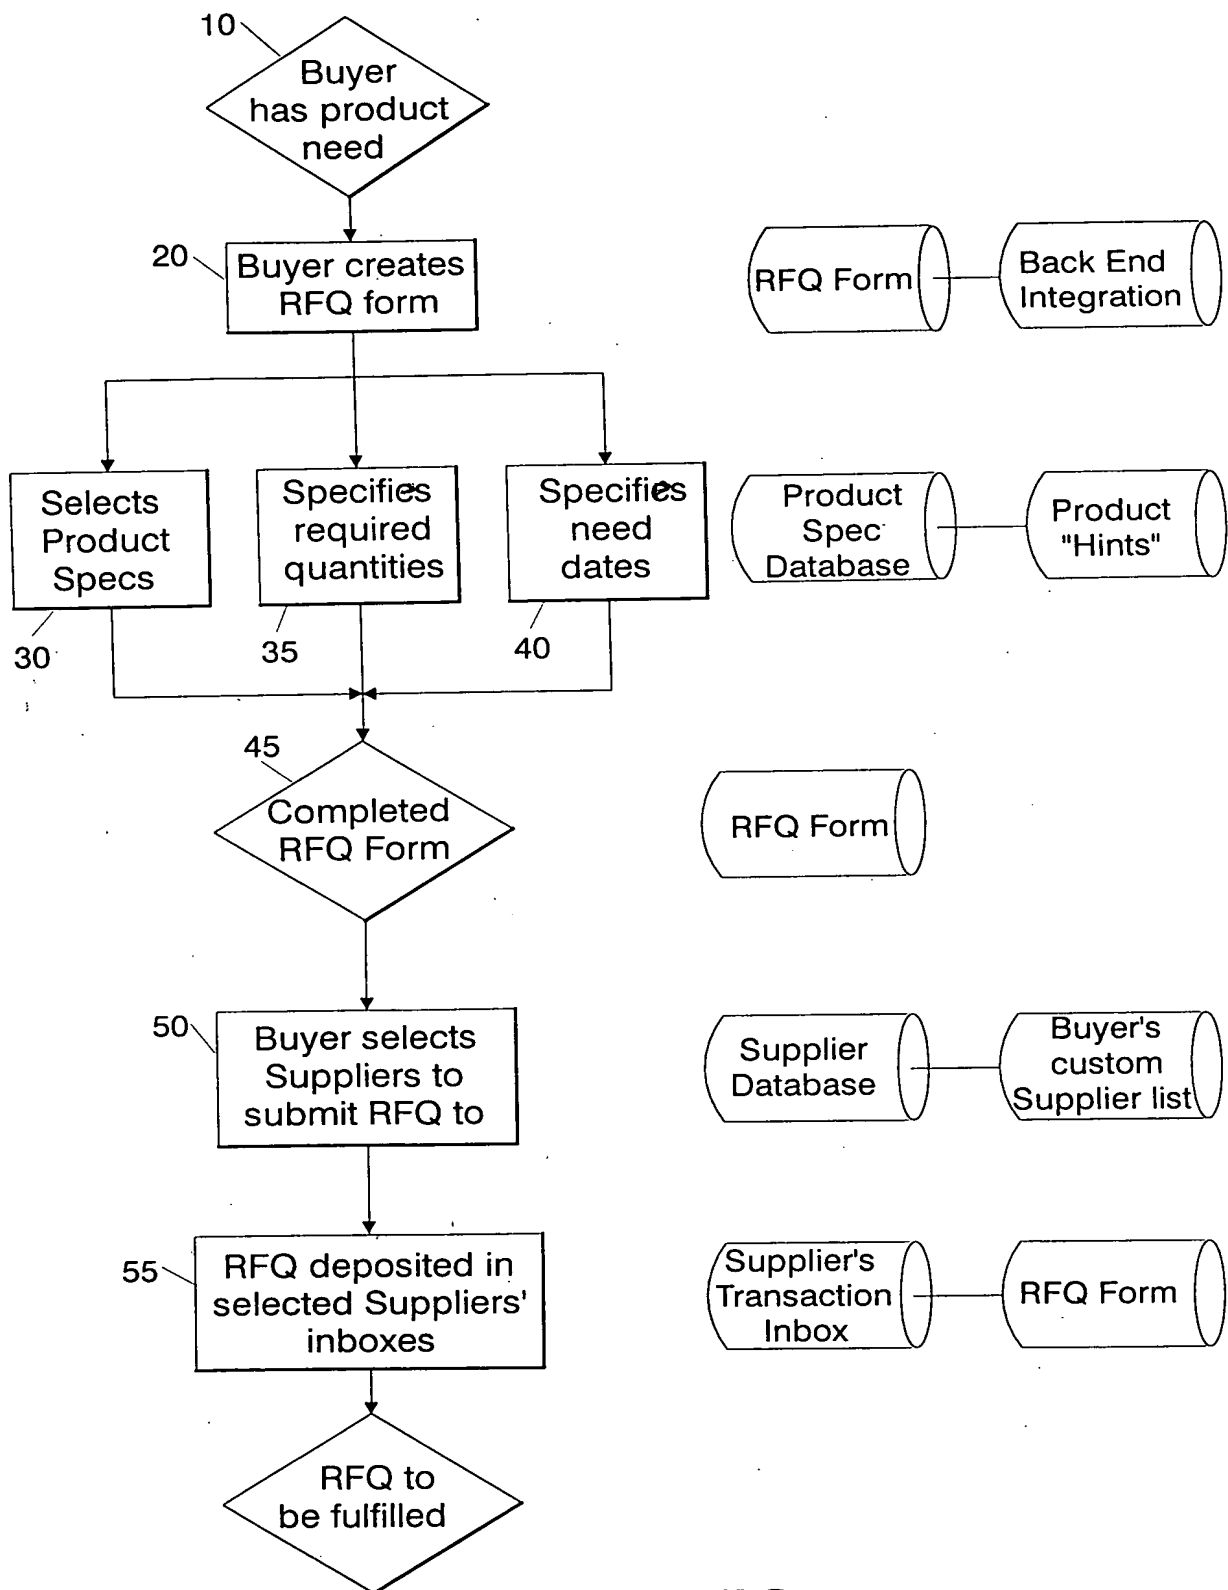 10
Buyer
has product
need
20
Buyer creates
RFQ form
RFQ Form
Back End
Integration
Selects
Product
Specs
30
Specifies
required
quantities
35
Specifies
need
dates
40
Product
Spec
Database
Product
"Hints"
45
Completed
RFQ Form
RFQ Form
50
Buyer selects
Suppliers to
submit RFQ to
Supplier
Database
Buyer's
custom
Supplier list
55
RFQ deposited in
selected Suppliers'
inboxes
Supplier's
Transaction
Inbox
RFQ Form
RFQ to
be fulfilled